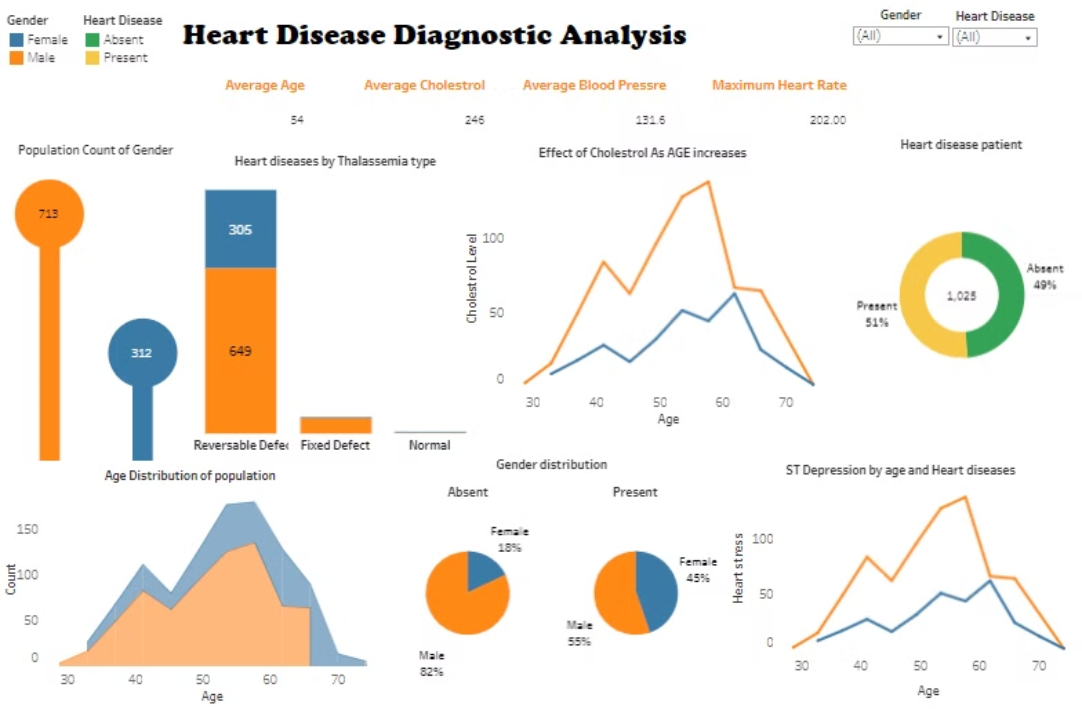 Gender
Female
Male
Heart Disease
Absent
Present
Heart Disease Diagnostic Analysis
Gender
(All)
Heart Disease
(All)
Average Age
54
Average Cholestrol
246
Average Blood Pressre
131.6
Maximum Heart Rate
202.00
Population Count of Gender
713
312
Heart diseases by Thalassemia type
305
649
Reversable Defec
Fixed Defect
Normal
Effect of Cholestrol As AGE increases
Cholestrol Level
100
50
0
30
40
50
60
70
Age
Heart disease patient
Absent
49%
1,025
Present
51%
Age Distribution of population
Count
150
100
50
0
30
40
50
60
70
Age
Gender distribution
Absent
Female
18%
Male
82%
Present
Female
45%
Male
55%
ST Depression by age and Heart diseases
Heart stress
100
50
0
30
40
50
60
70
Age